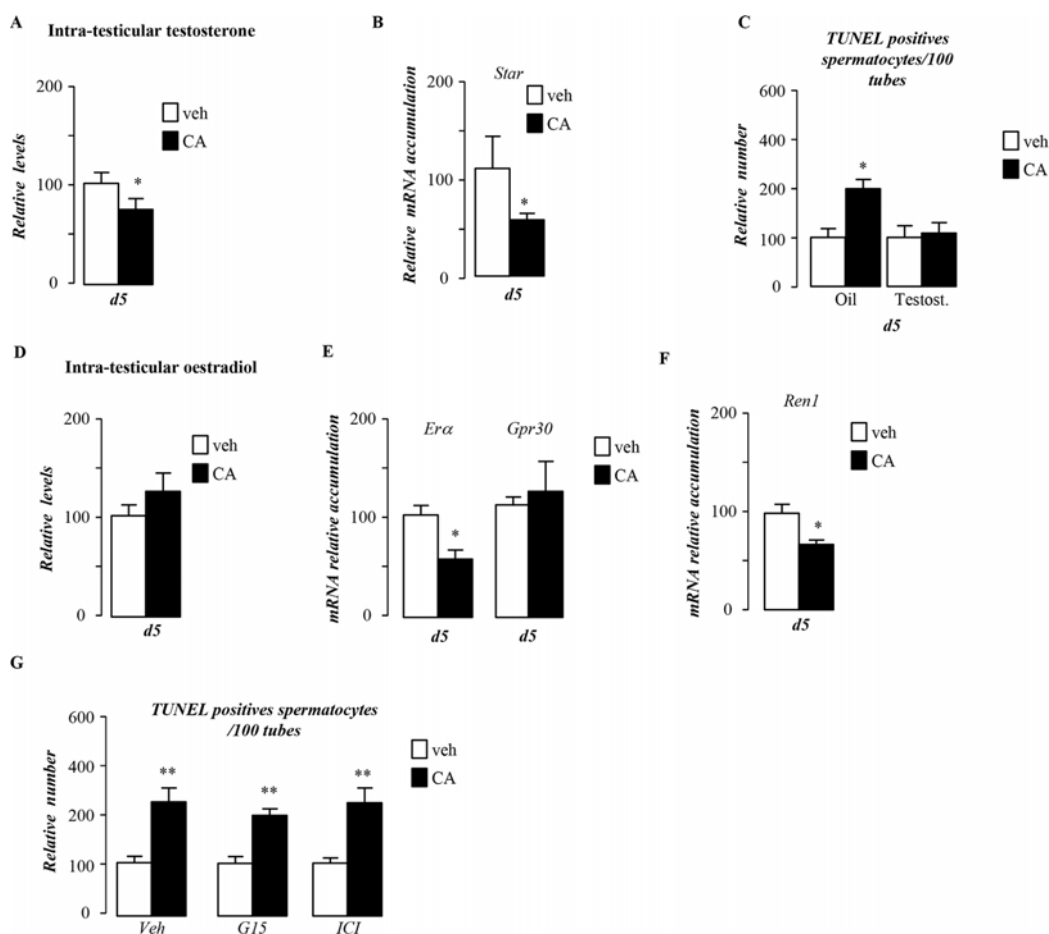 A
Intra-testicular testosterone
200
100
0
Relative levels
veh
CA
*
d5
B
Star
200
100
0
Relative mRNA accumulation
veh
CA
*
d5
C
TUNEL positives
spermatocytes/100
tubes
600
400
200
100
0
Relative number
veh
CA
*
Oil
Testost.
d5
D
Intra-testicular oestradiol
200
100
0
Relative levels
veh
CA
d5
E
Erα
Gpr30
200
100
0
mRNA relative accumulation
veh
CA
*
d5
d5
F
Ren1
200
100
0
mRNA relative accumulation
veh
CA
*
d5
G
TUNEL positives spermatocytes
/100 tubes
600
400
200
100
0
Relative number
veh
CA
**
**
**
Veh
G15
ICI